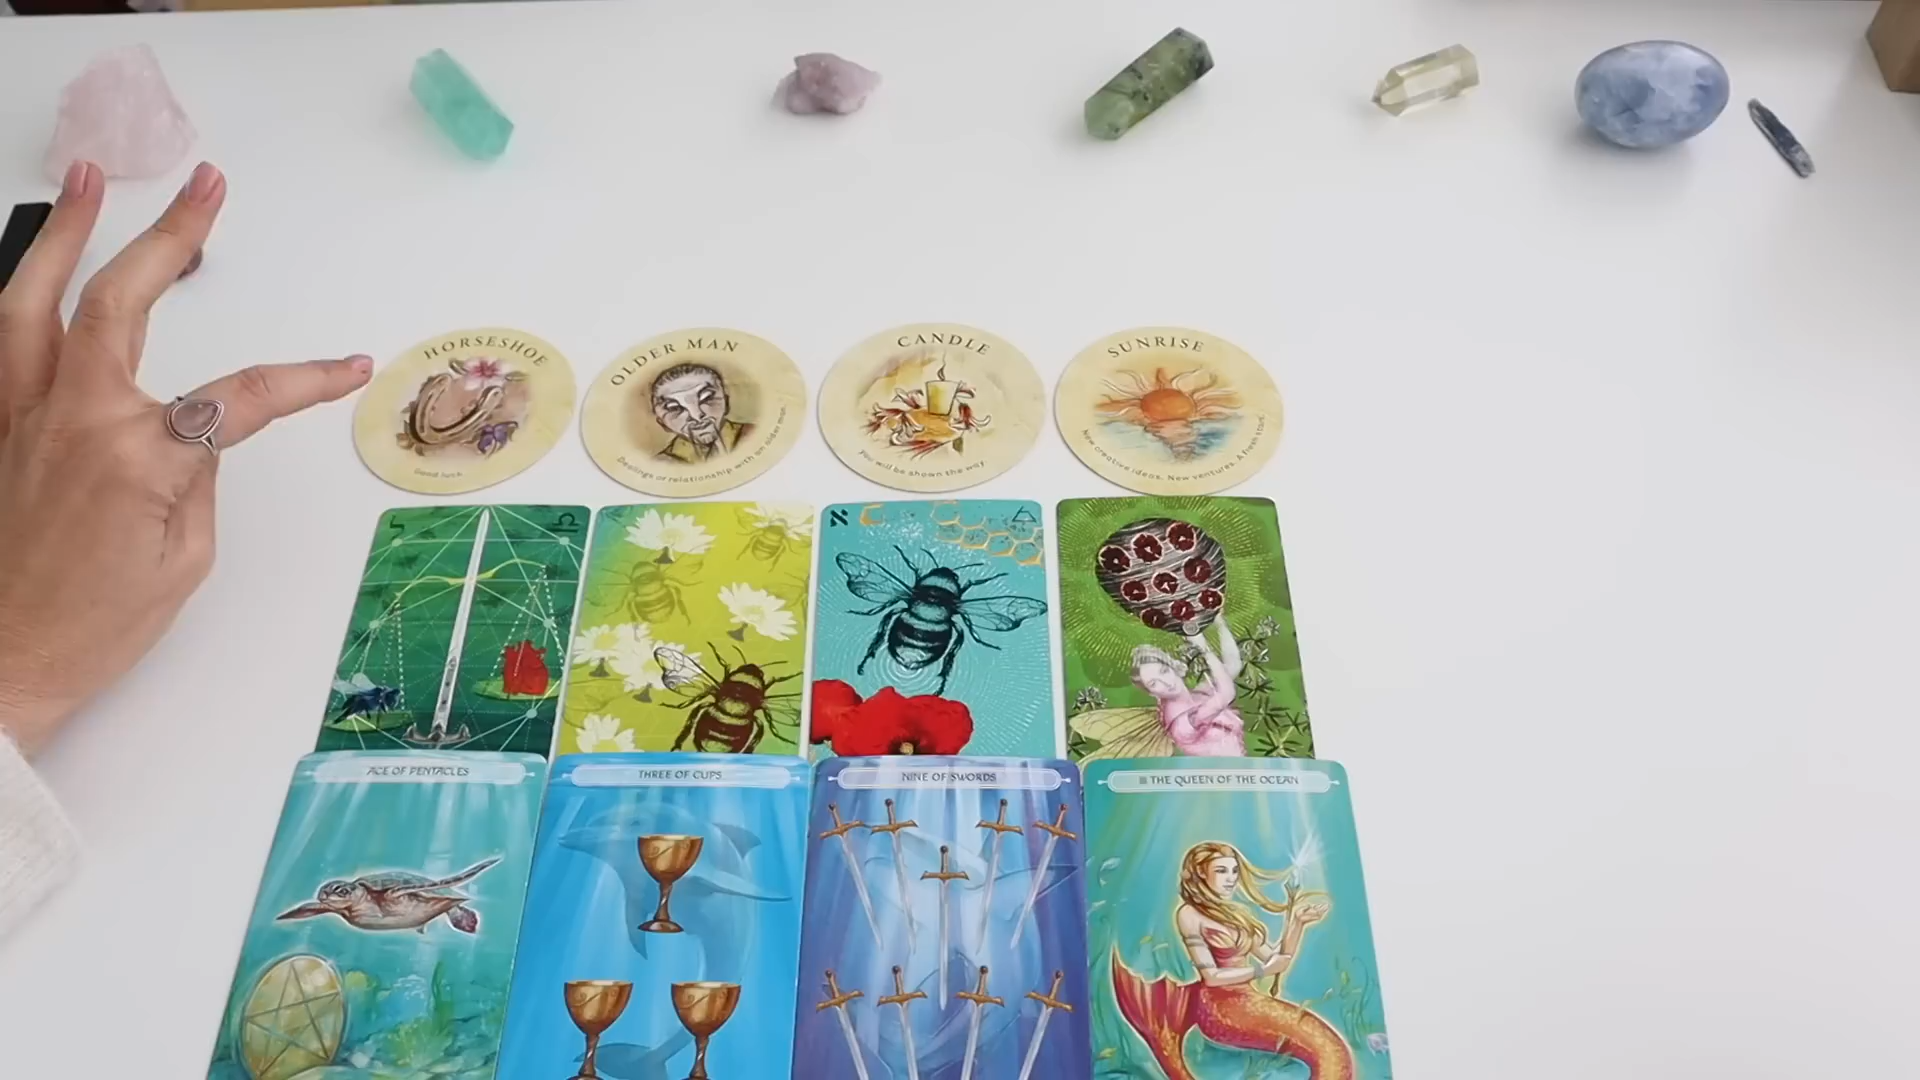 HORSESHOE
Good luck.
OLDER MAN
Dealings or relationship with an older man.
CANDLE
You will be shown the way.
SUNRISE
New creative ideas. New ventures. A fresh start.
ACE OF PENTACLES
THREE OF CUPS
NINE OF SWORDS
THE QUEEN OF THE OCEAN